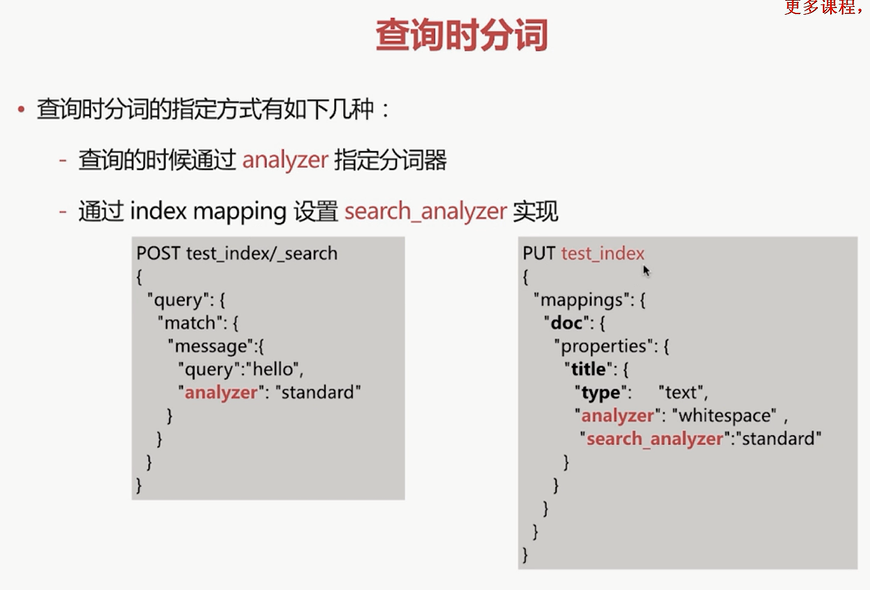 更多课程，
查询时分词
• 查询时分词的指定方式有如下几种：
- 查询的时候通过 analyzer 指定分词器
- 通过 index mapping 设置 search_analyzer 实现
POST test_index/_search
{
"query": {
"match": {
"message":{
"query":"hello",
"analyzer": "standard"
}
}
}
}
PUT test_index
{
"mappings": {
"doc": {
"properties": {
"title": {
"type": "text",
"analyzer": "whitespace" ,
"search_analyzer":"standard"
}
}
}
}
}